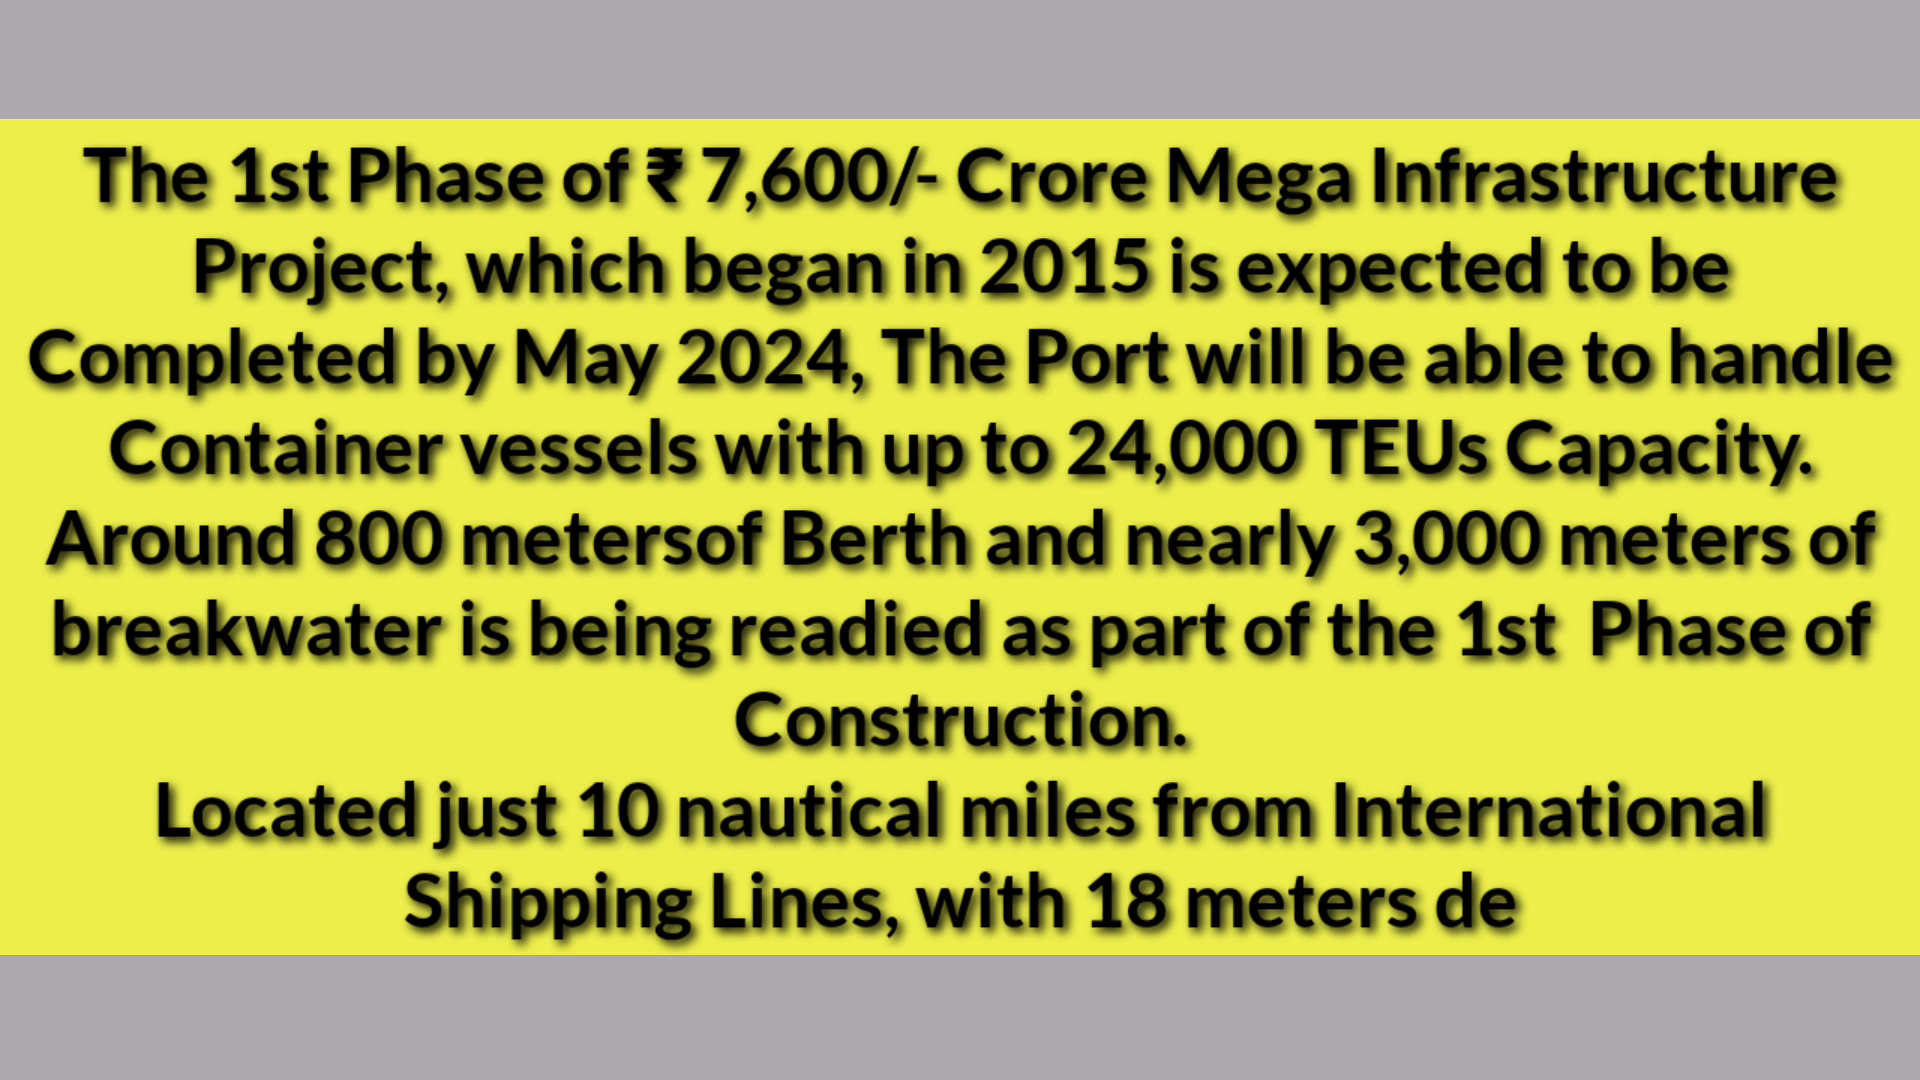 The 1st Phase of ₹ 7,600/- Crore Mega Infrastructure
Project, which began in 2015 is expected to be
Completed by May 2024, The Port will be able to handle
Container vessels with up to 24,000 TEUs Capacity.
Around 800 metersof Berth and nearly 3,000 meters of
breakwater is being readied as part of the 1st  Phase of
Construction.
Located just 10 nautical miles from International
Shipping Lines, with 18 meters de